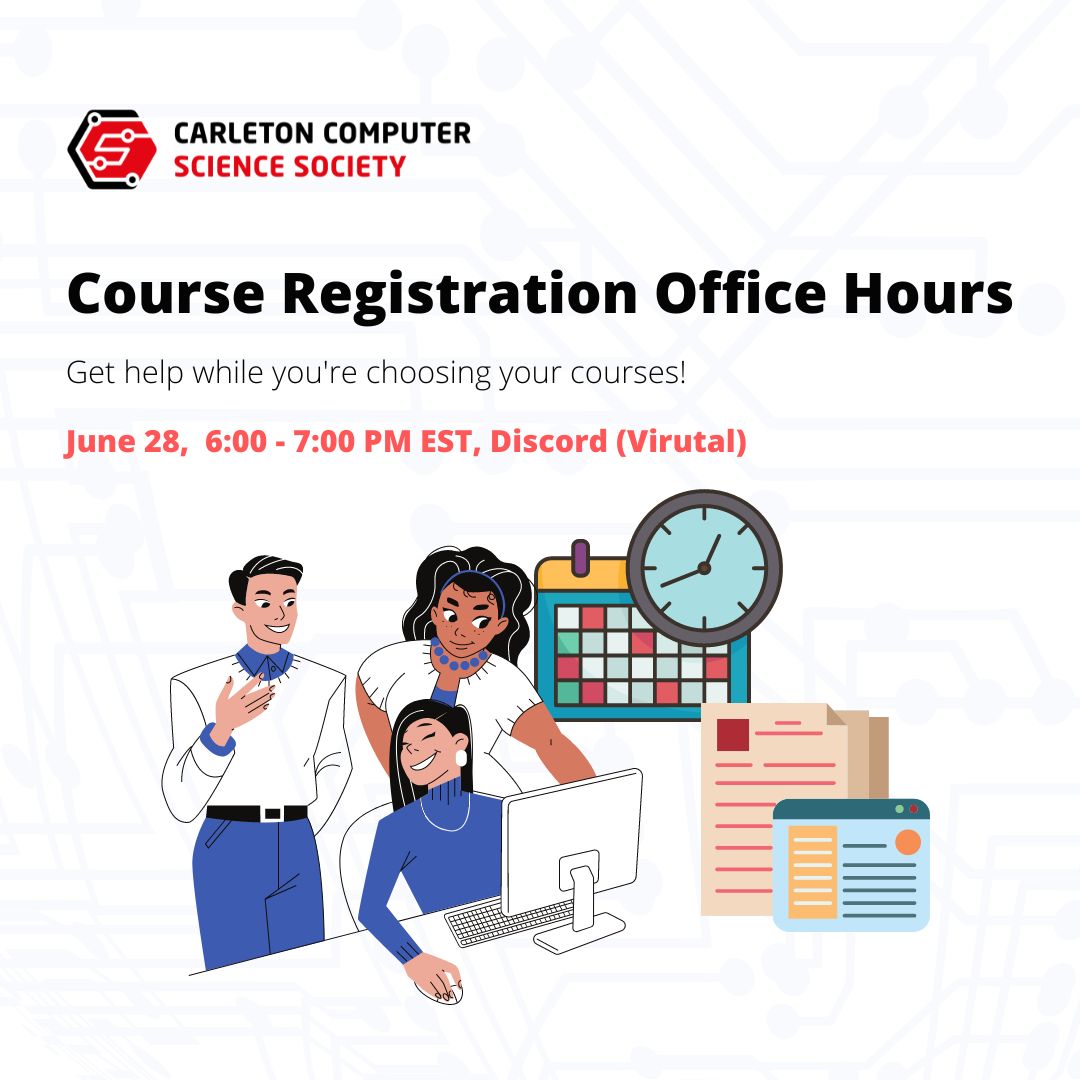 CARLETON COMPUTER
SCIENCE SOCIETY
Course Registration Office Hours
Get help while you're choosing your courses!
June 28,  6:00 - 7:00 PM EST, Discord (Virutal)